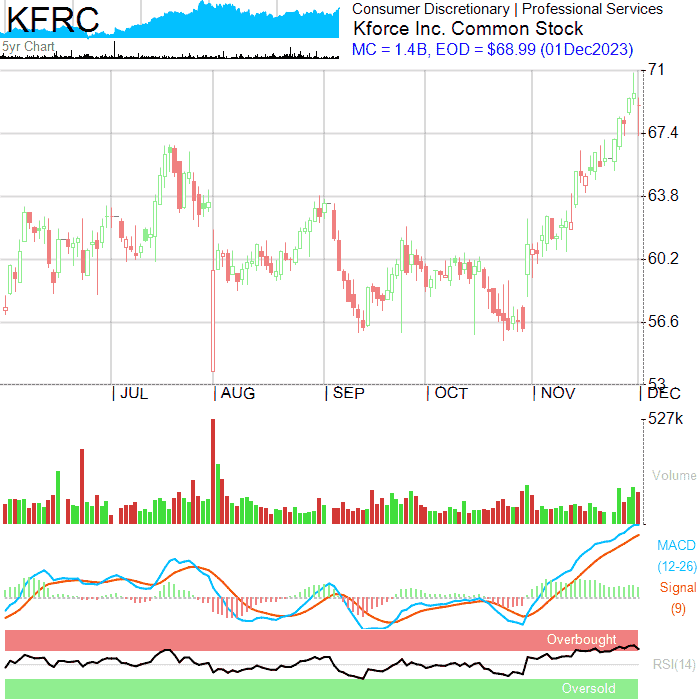 KFRC
5yr Chart
Consumer Discretionary | Professional Services
Kforce Inc. Common Stock
MC = 1.4B, EOD = $68.99 (01Dec2023)
71
67.4
63.8
60.2
56.6
53
JUL
AUG
SEP
OCT
NOV
DEC
527k
Volume
MACD
(12-26)
Signal
(9)
Overbought
RSI(14)
Oversold